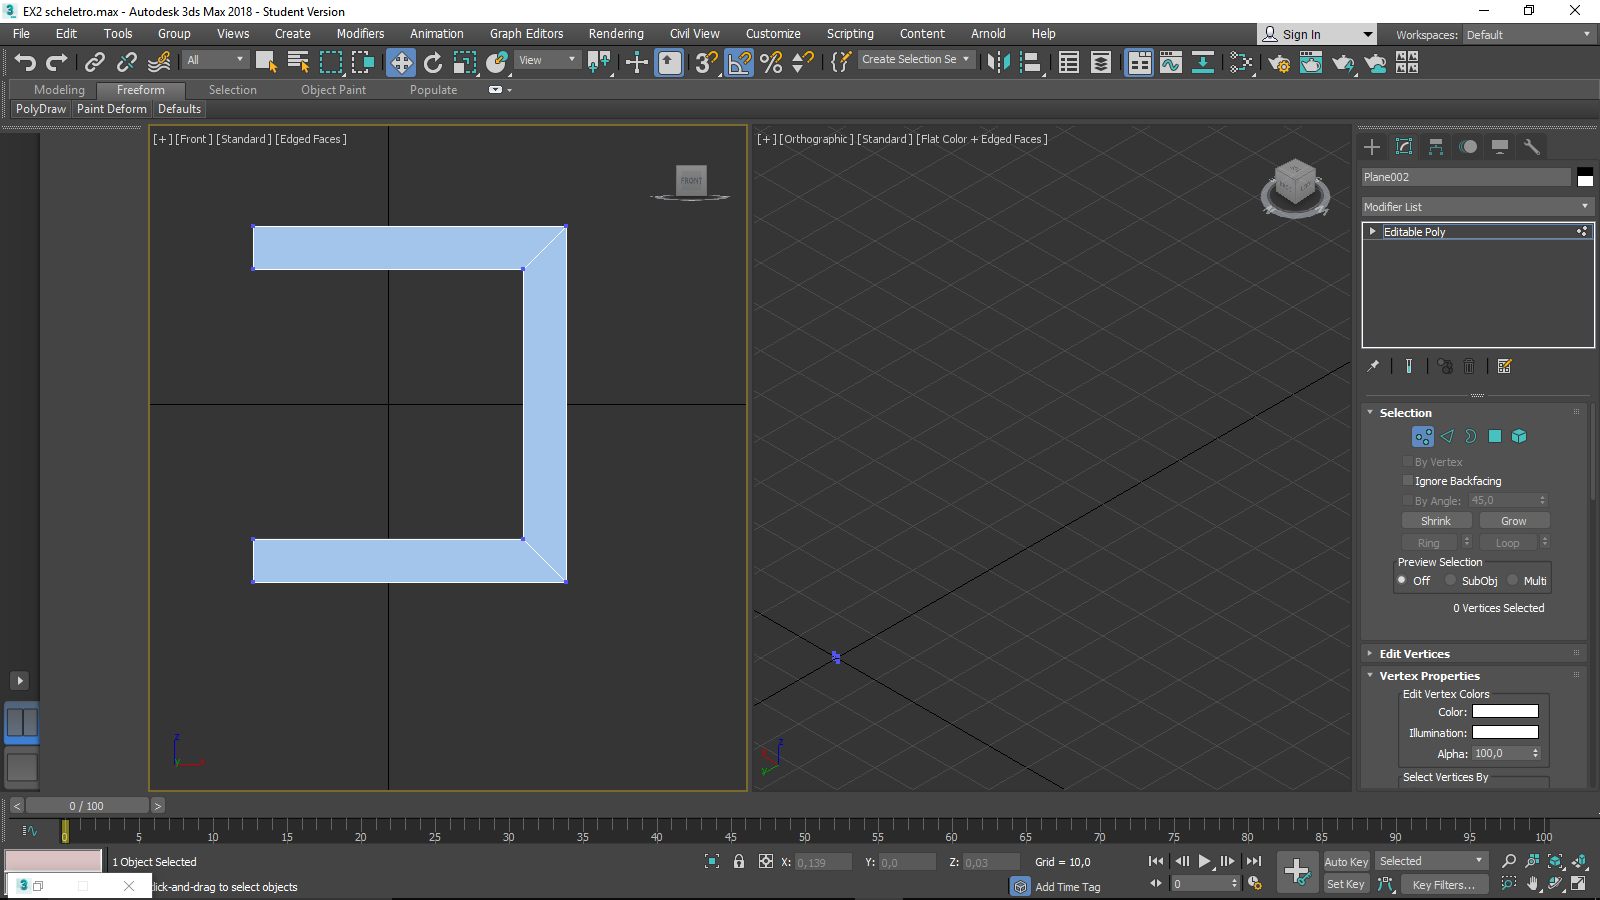 EX2 scheletro.max - Autodesk 3ds Max 2018 - Student Version
File Edit Tools Group Views Create Modifiers Animation Graph Editors Rendering Civil View Customize Scripting Content Arnold Help Sign In Workspaces: Default
All View 3 Create Selection Se
Modeling Freeform Selection Object Paint Populate
PolyDraw Paint Deform Defaults
[+] [Front] [Standard] [Edged Faces]
[+] [Orthographic] [Standard] [Flat Color + Edged Faces]
FRONT
Plane002
Modifier List
Editable Poly
Selection
By Vertex
Ignore Backfacing
By Angle: 45,0
Shrink Grow
Ring Loop
Preview Selection
Off SubObj Multi
0 Vertices Selected
Edit Vertices
Vertex Properties
Edit Vertex Colors
Color:
Illumination:
Alpha: 100,0
Select Vertices By
z
x
y
z
y
< 0 / 100 >
0 5 10 15 20 25 30 35 40 45 50 55 60 65 70 75 80 85 90 95 100
1 Object Selected X: 0,139 Y: 0,0 Z: 0,03 Grid = 10,0 Auto Key Selected
lick-and-drag to select objects Add Time Tag 0 Set Key Key Filters...